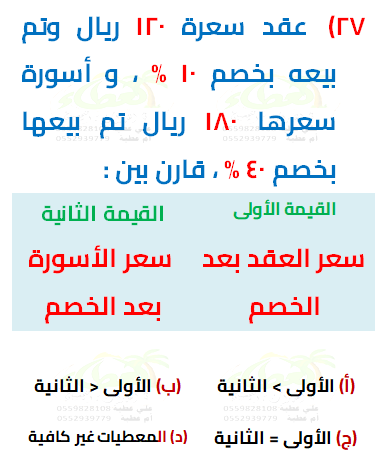 ٢٧) عقد سعرة ١٢٠ ريال وتم
بيعه بخصم ١٠ % ، و أسورة
سعرها ١٨٠ ريال تم بيعها
بخصم ٤٠ % ، قارن بين :
القيمة الأولى
القيمة الثانية
سعر العقد بعد
الخصم
سعر الأسورة
بعد الخصم
(أ) الأولى > الثانية
(ب) الأولى < الثانية
(ج) الأولى = الثانية
(د) المعطيات غير كافية